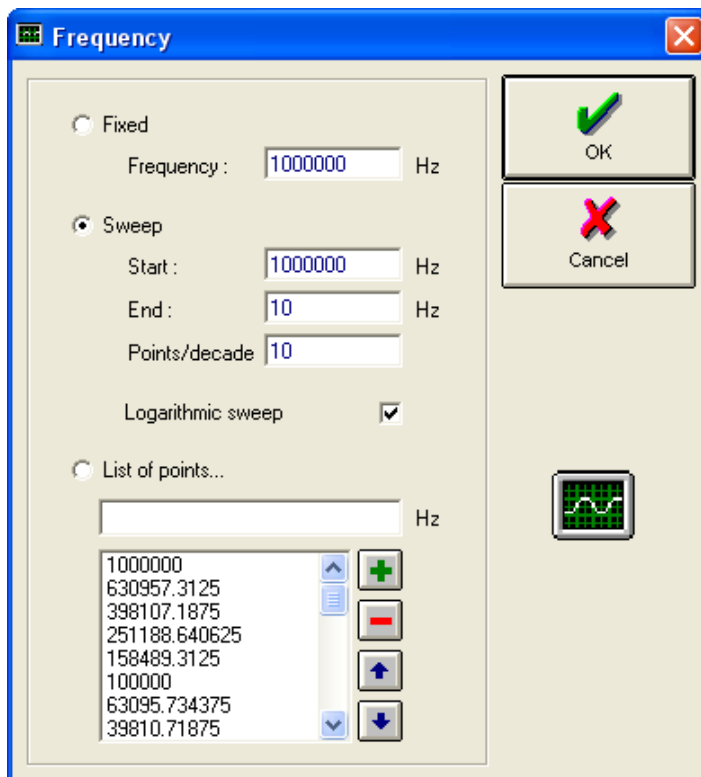 Frequency
Fixed
Frequency : 1000000 Hz
OK
Sweep
Start : 1000000 Hz
Cancel
End : 10 Hz
Points/decade 10
Logarithmic sweep
List of points...
Hz
1000000
630957.3125
398107.1875
251188.640625
158489.3125
100000
63095.734375
39810.71875